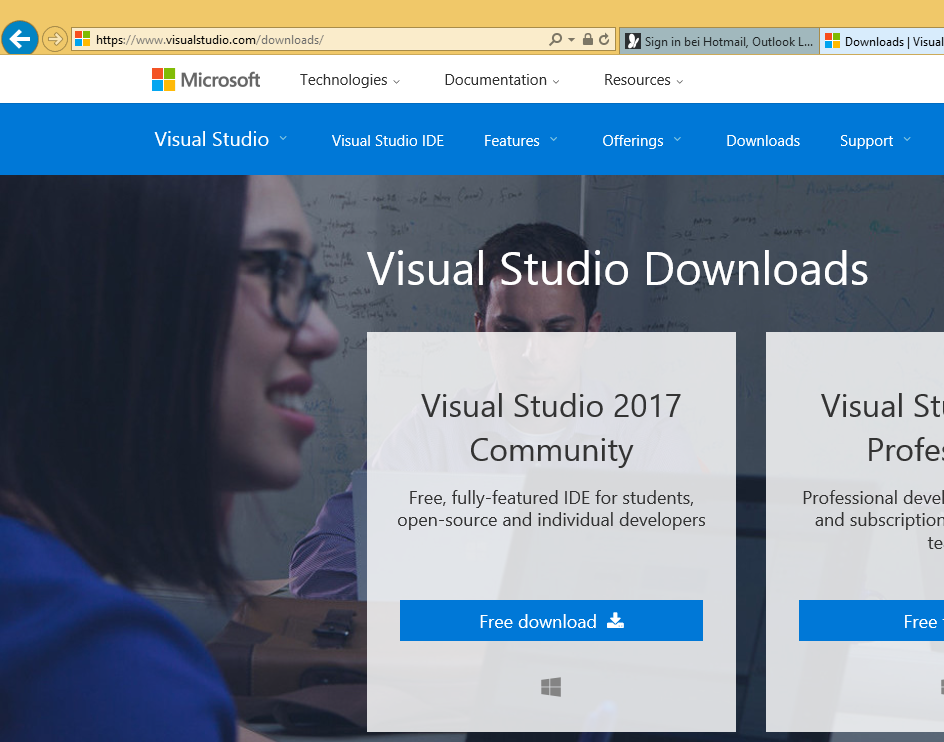 https://www.visualstudio.com/downloads/
Sign in bei Hotmail, Outlook L...
Downloads | Visual
Microsoft
Technologies
Documentation
Resources
Visual Studio
Visual Studio IDE
Features
Offerings
Downloads
Support
Visual Studio Downloads
Visual Studio 2017
Community
Free, fully-featured IDE for students,
open-source and individual developers
Free download
Visual St
Profes
Professional devel
and subscription
te
Free